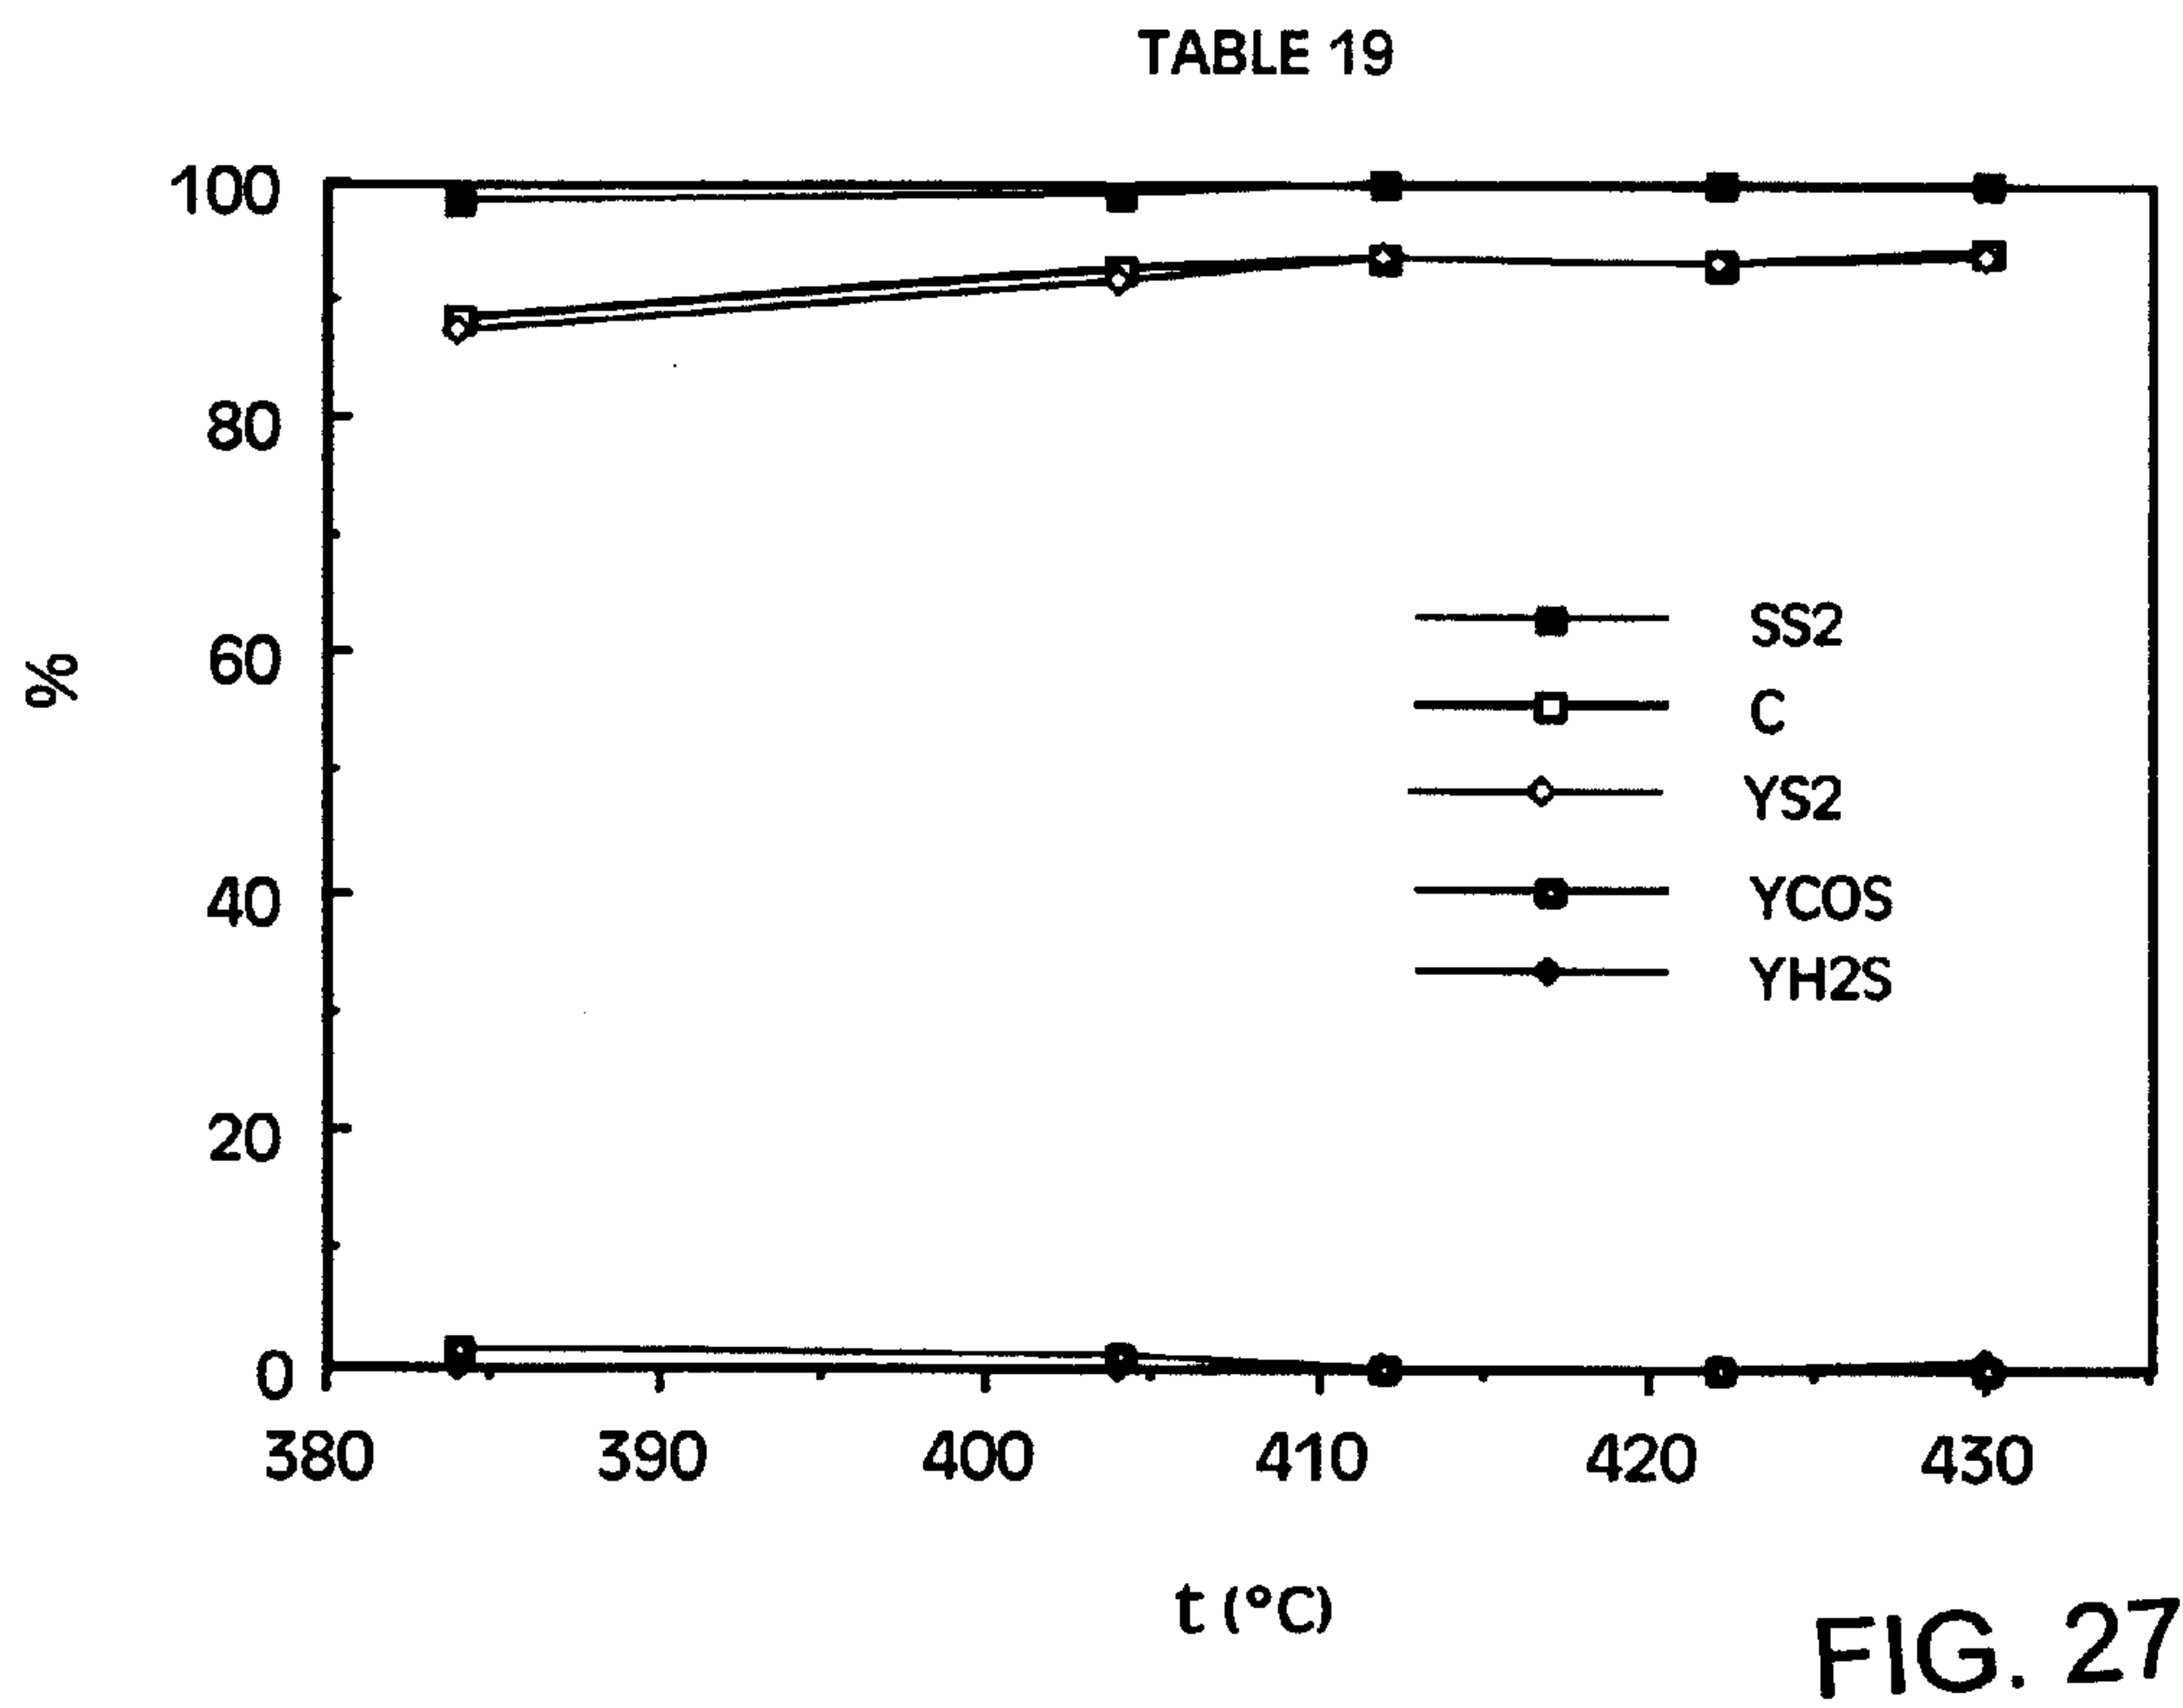 TABLE 19
100
80
60
%
40
20
0
SS2
C
YS2
YCOS
YH2S
380 390 400 410 420 430
t (°C)
FIG. 27